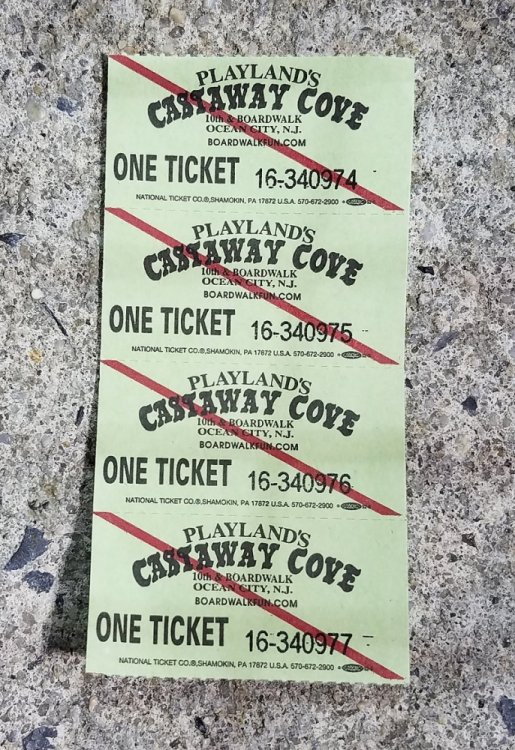 PLAYLAND'S
CASTAWAY COVE
10th & BOARDWALK
OCEAN CITY, N.J.
BOARDWALKFUN.COM
ONE TICKET 16-340974
NATIONAL TICKET CO.®,SHAMOKIN, PA 17872 U.S.A. 570-672-2900
PLAYLAND'S
CASTAWAY COVE
10th & BOARDWALK
OCEAN CITY, N.J.
BOARDWALKFUN.COM
ONE TICKET 16-340975
NATIONAL TICKET CO.®,SHAMOKIN, PA 17872 U.S.A. 570-672-2900
PLAYLAND'S
CASTAWAY COVE
10th & BOARDWALK
OCEAN CITY, N.J.
BOARDWALKFUN.COM
ONE TICKET 16-340976
NATIONAL TICKET CO.®,SHAMOKIN, PA 17872 U.S.A. 570-672-2900
PLAYLAND'S
CASTAWAY COVE
10th & BOARDWALK
OCEAN CITY, N.J.
BOARDWALKFUN.COM
ONE TICKET 16-340977
NATIONAL TICKET CO.®,SHAMOKIN, PA 17872 U.S.A. 570-672-2900